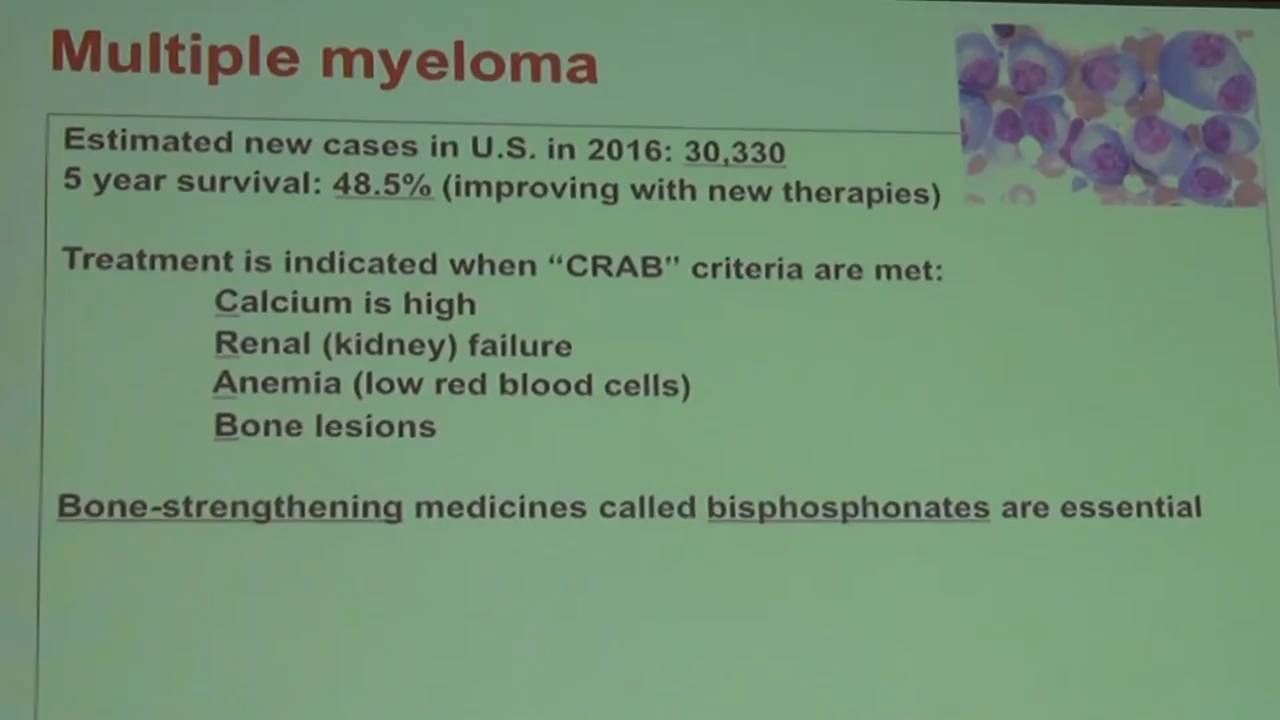 Multiple myeloma
Estimated new cases in U.S. in 2016: 30,330
5 year survival: 48.5% (improving with new therapies)
Treatment is indicated when “CRAB” criteria are met:
Calcium is high
Renal (kidney) failure
Anemia (low red blood cells)
Bone lesions
Bone-strengthening medicines called bisphosphonates are essential